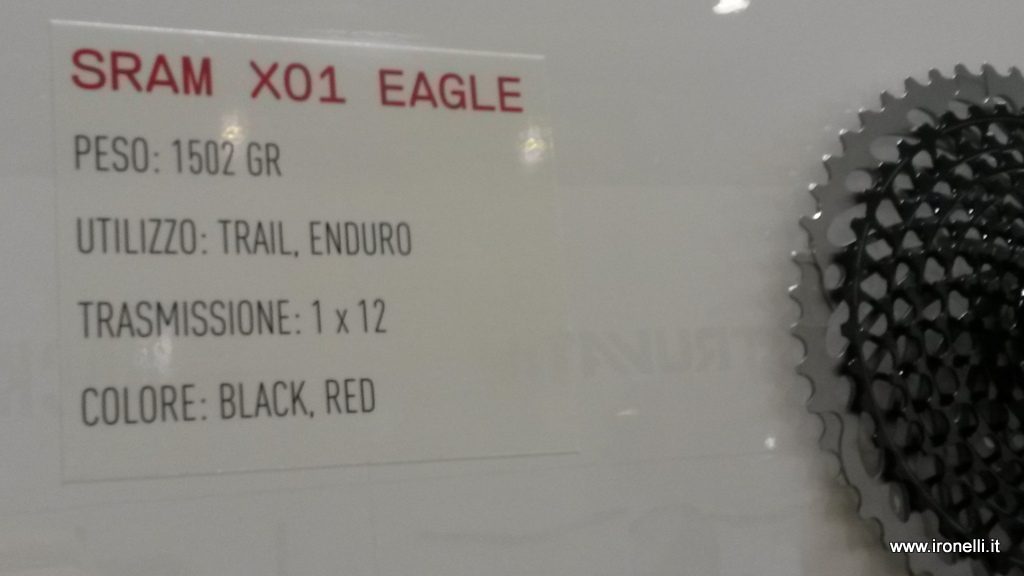 SRAM X01 EAGLE
PESO: 1502 GR
UTILIZZO: TRAIL, ENDURO
TRASMISSIONE: 1 x 12
COLORE: BLACK, RED
www.ironelli.it